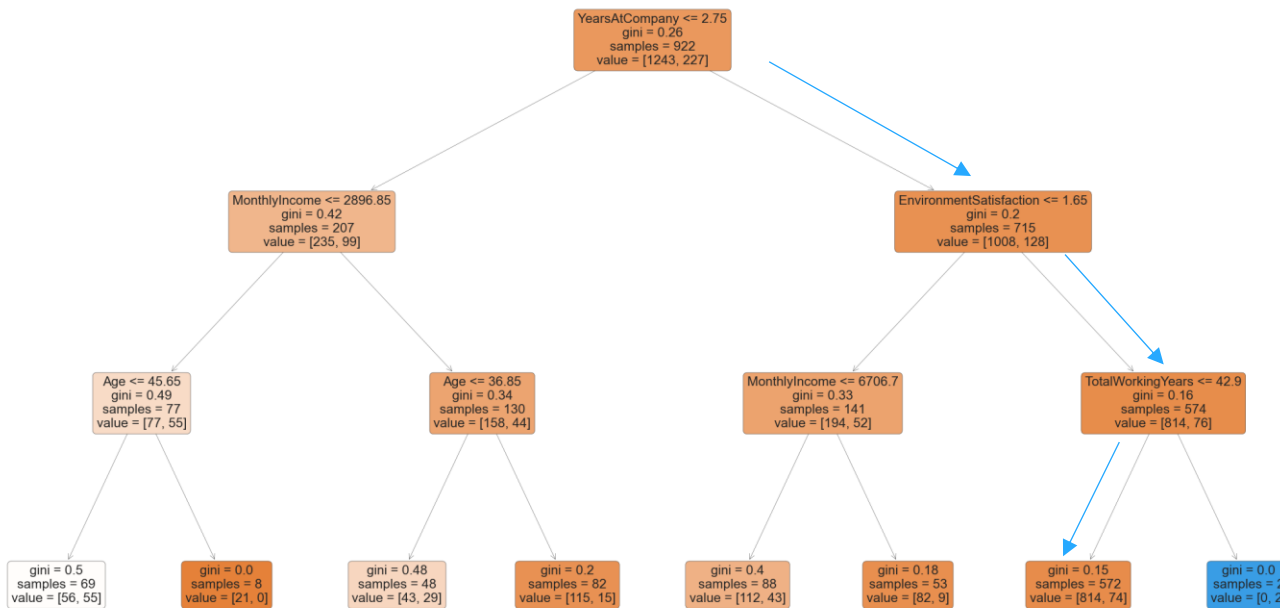 YearsAtCompany <= 2.75
gini = 0.26
samples = 922
value = [1243, 227]
MonthlyIncome <= 2896.85
gini = 0.42
samples = 207
value = [235, 99]
EnvironmentSatisfaction <= 1.65
gini = 0.2
samples = 715
value = [1008, 128]
Age <= 45.65
gini = 0.49
samples = 77
value = [77, 55]
Age <= 36.85
gini = 0.34
samples = 130
value = [158, 44]
MonthlyIncome <= 6706.7
gini = 0.33
samples = 141
value = [194, 52]
TotalWorkingYears <= 42.9
gini = 0.16
samples = 574
value = [814, 76]
gini = 0.5
samples = 69
value = [56, 55]
gini = 0.0
samples = 8
value = [21, 0]
gini = 0.48
samples = 48
value = [43, 29]
gini = 0.2
samples = 82
value = [115, 15]
gini = 0.4
samples = 88
value = [112, 43]
gini = 0.18
samples = 53
value = [82, 9]
gini = 0.15
samples = 572
value = [814, 74]
gini = 0.0
samples = 2
value = [0, 2